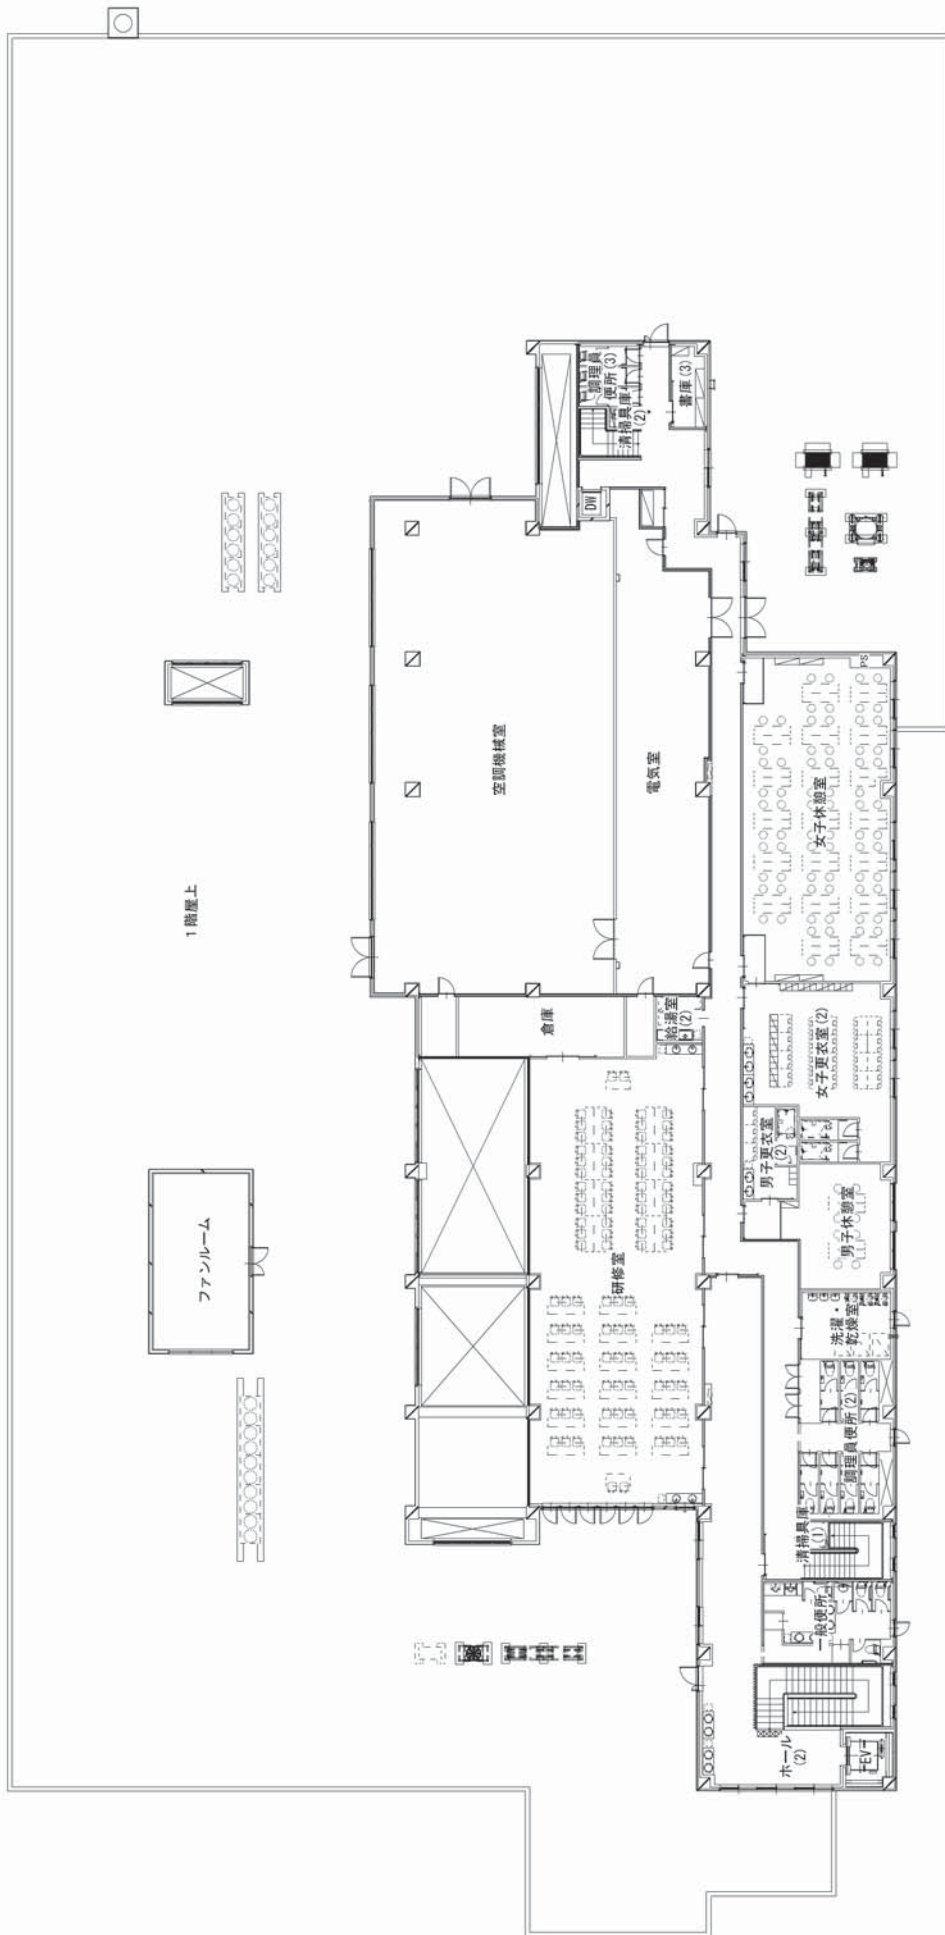 1階屋上
ファンルーム
空調機械室
電気室
調理員
便所(3)
清掃具庫
(2)
書庫(3)
DW
PS
女子休憩室
倉庫
給湯室
(2)
女子更衣室(2)
男子更衣室
(2)
男子休憩室
研修室
洗濯・
乾燥室
調理員便所(2)
清掃具庫
(1)
一般便所
ホール
(2)
EV